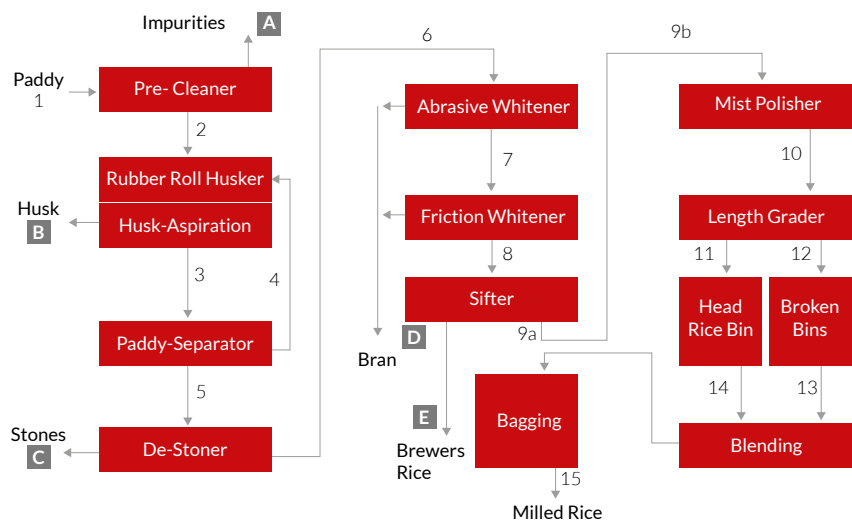 Impurities A
Paddy
1
Pre- Cleaner
2
Rubber Roll Husker
Husk
B
Husk-Aspiration
3
4
Paddy-Separator
5
Stones
C
De-Stoner
6
Abrasive Whitener
7
Friction Whitener
8
Sifter
D
Bran
E
Brewers
Rice
9a
9b
Mist Polisher
10
Length Grader
11
12
Head
Rice Bin
Broken
Bins
14
13
Blending
Bagging
15
Milled Rice